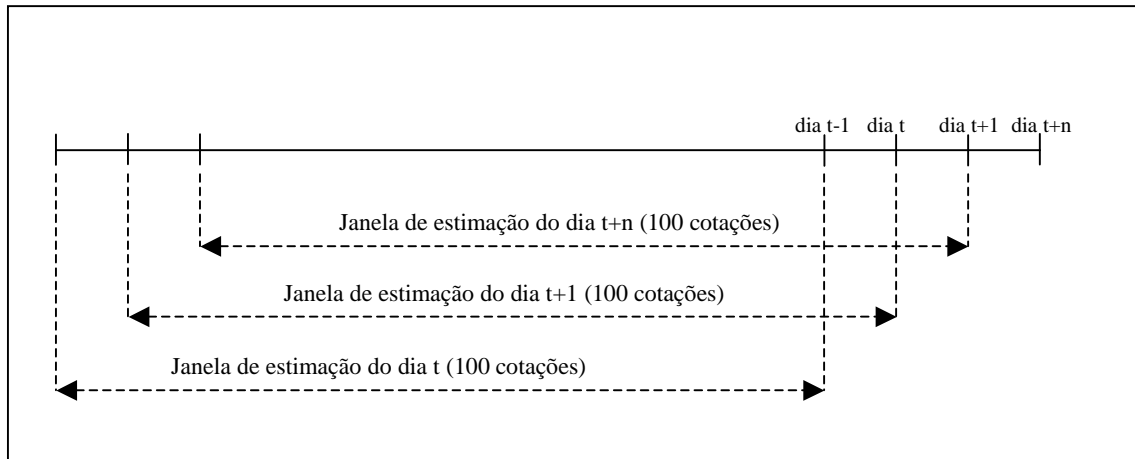 dia t-1 dia t dia t+1 dia t+n
Janela de estimação do dia t+n (100 cotações)
Janela de estimação do dia t+1 (100 cotações)
Janela de estimação do dia t (100 cotações)